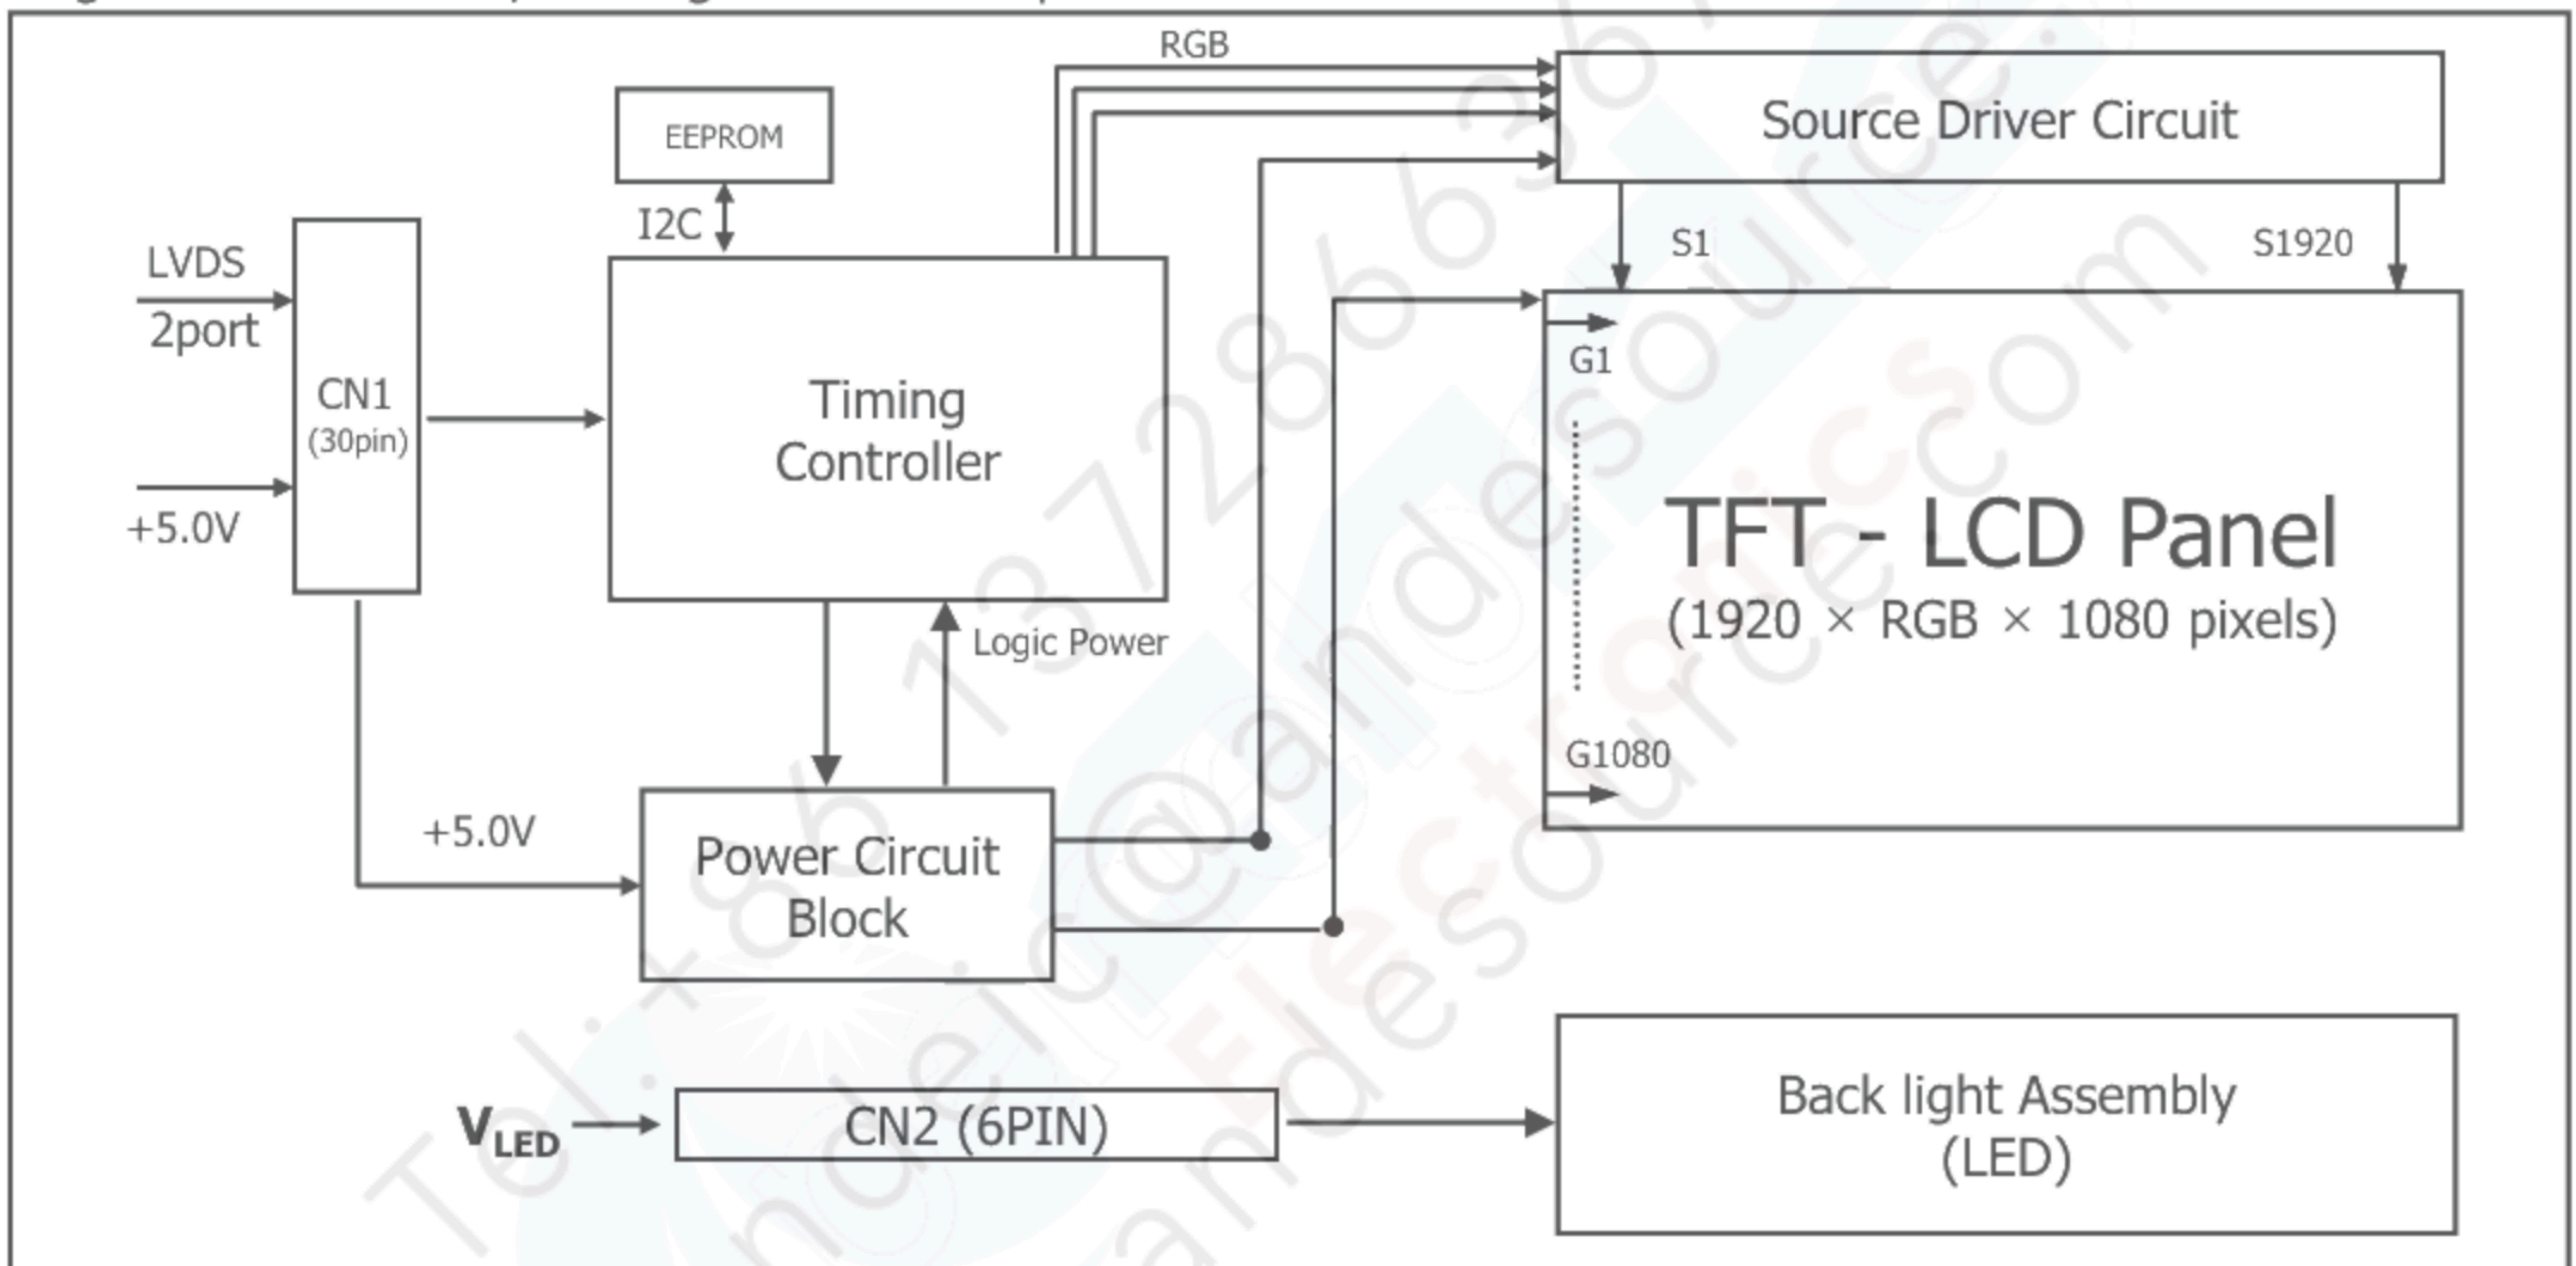 RGB
EEPROM
Source Driver Circuit
I2C
S1
S1920
LVDS
2port
CN1
(30pin)
+5.0V
Timing
Controller
G1
TFT - LCD Panel
(1920 × RGB × 1080 pixels)
G1080
Logic Power
+5.0V
Power Circuit
Block
V LED
CN2 (6PIN)
Back light Assembly
(LED)
Electronics